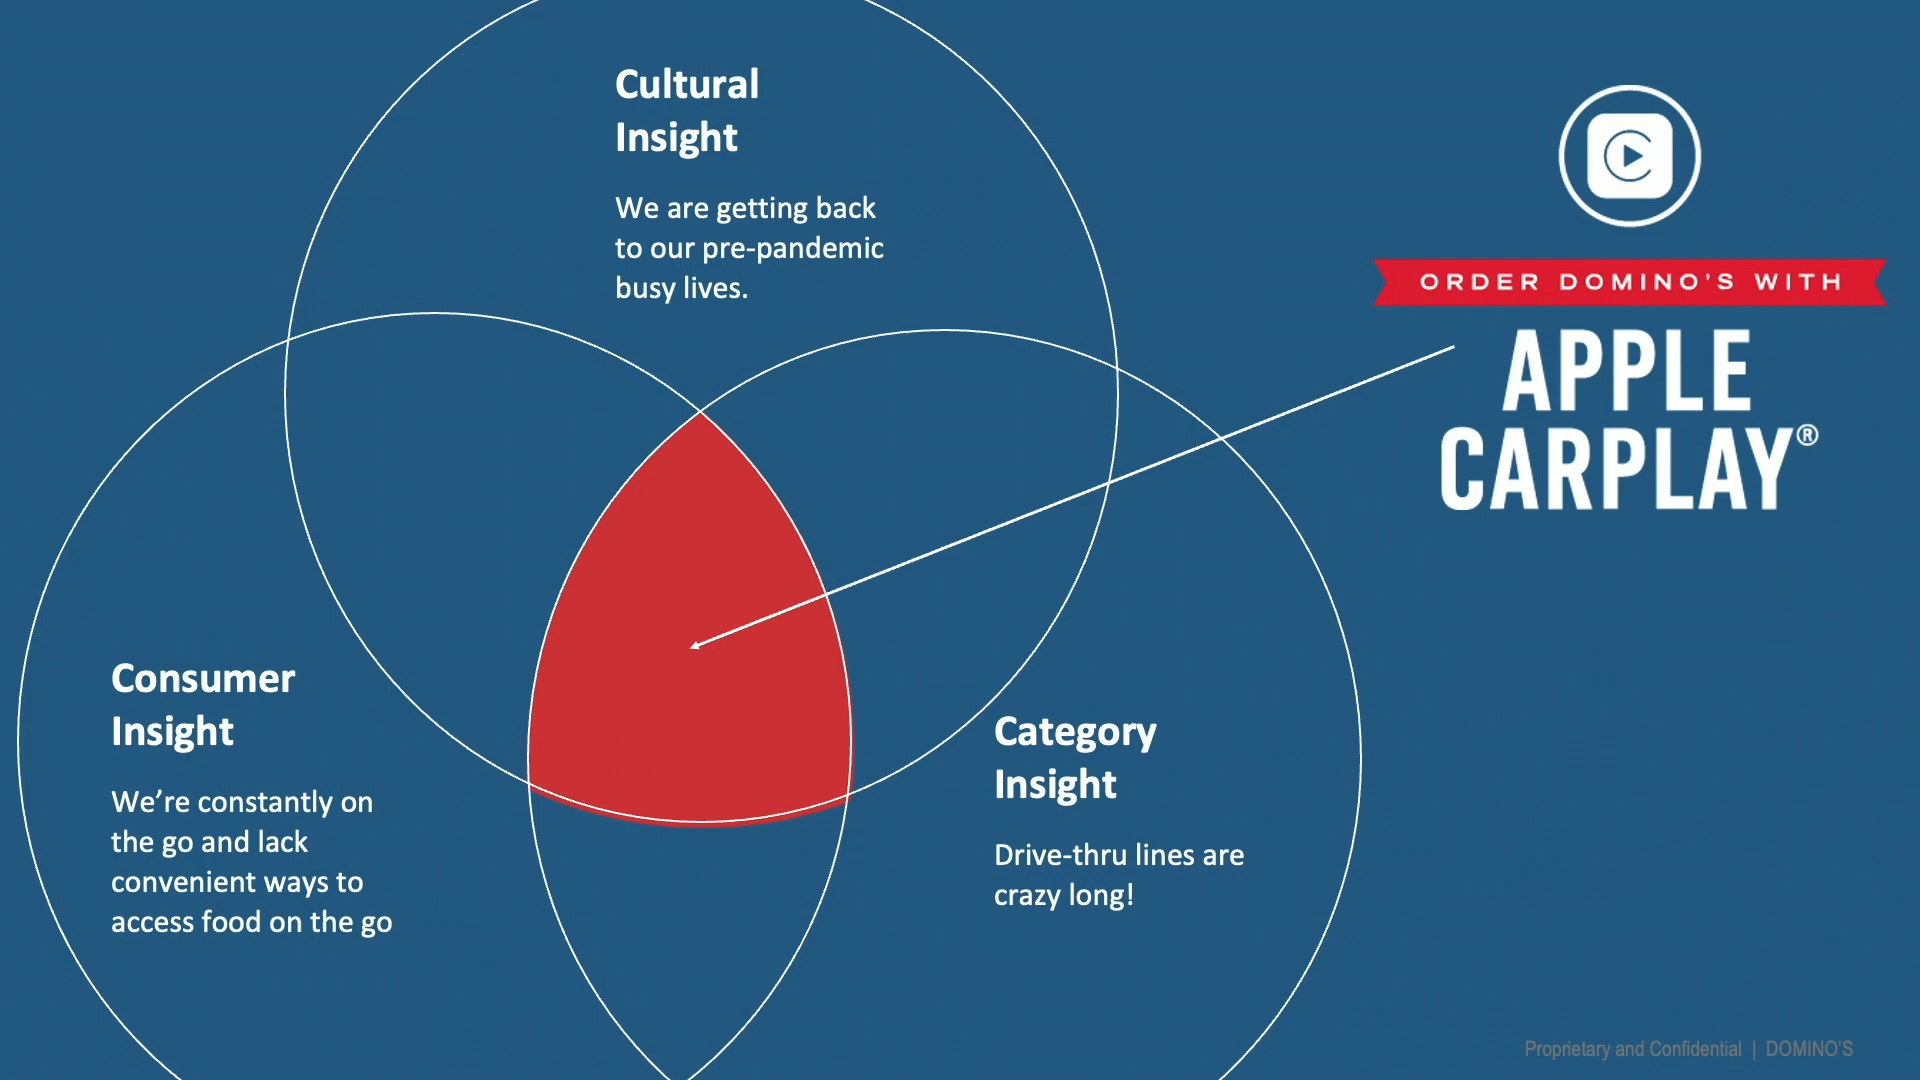 Cultural
Insight
We are getting back
to our pre-pandemic
busy lives.
ORDER DOMINO'S WITH
APPLE
CARPLAY®
Consumer
Insight
We’re constantly on
the go and lack
convenient ways to
access food on the go
Category
Insight
Drive-thru lines are
crazy long!
Proprietary and Confidential | DOMINO'S